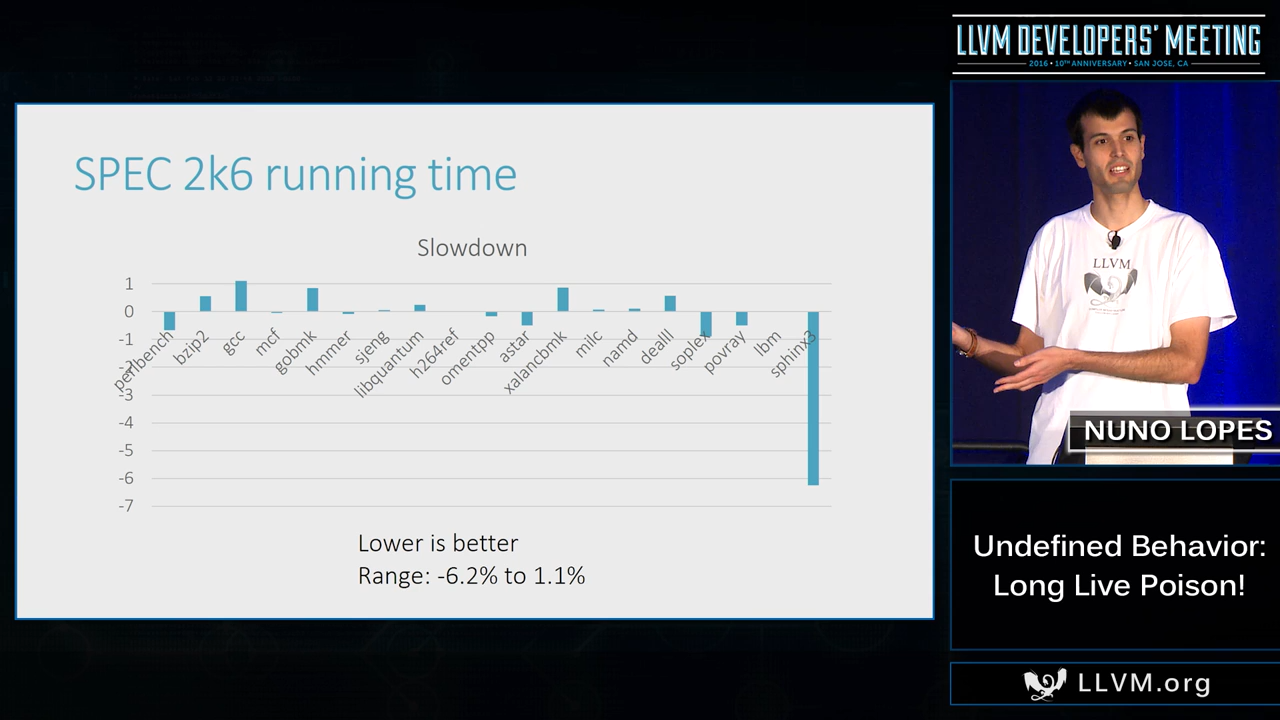 LLVM DEVELOPERS' MEETING
2016 • 10TH ANNIVERSARY • SAN JOSE, CA
SPEC 2k6 running time
Slowdown
1
0
-1
-2
-3
-4
-5
-6
-7
perlbench
bzip2
gcc
mcf
gobmk
hmmer
sjeng
libquantum
h264ref
omentpp
astar
xalancbmk
milc
namd
dealII
soplex
povray
lbm
sphinx3
Lower is better
Range: -6.2% to 1.1%
LLVM
NUNO LOPES
Undefined Behavior:
Long Live Poison!
LLVM.org